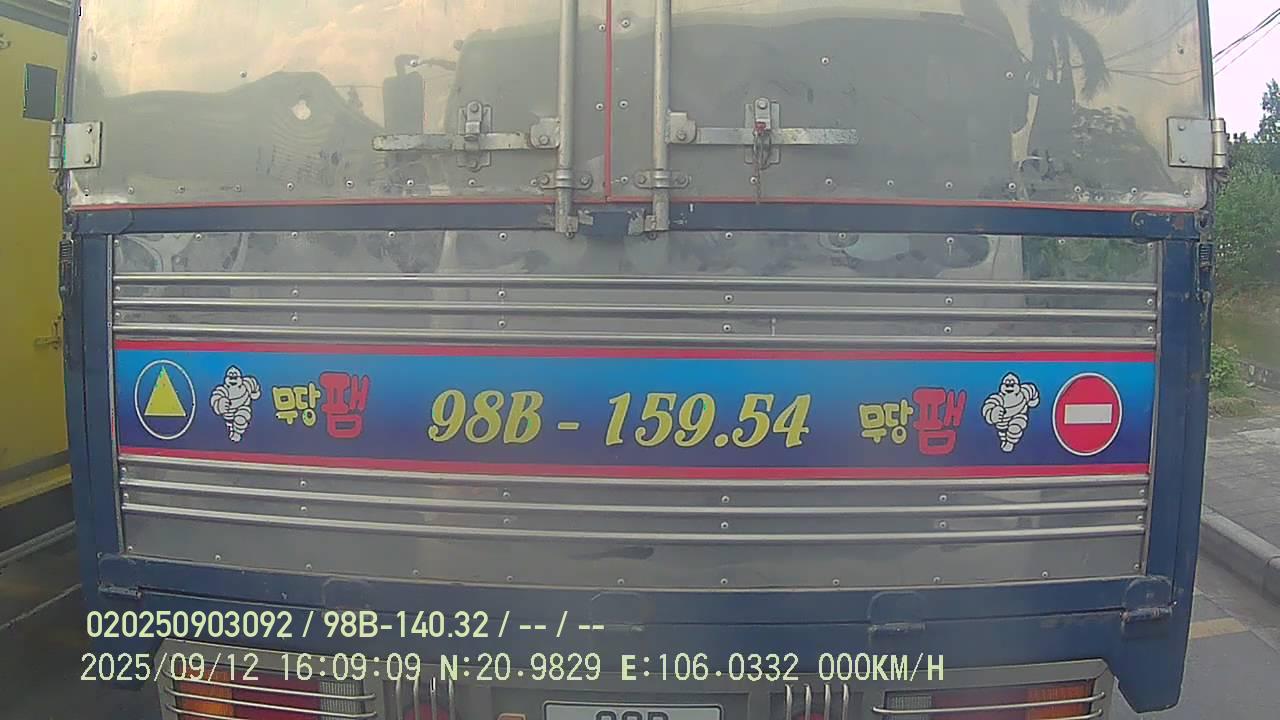 무당팸 98B - 159.54 무당팸
020250903092 / 98B-140.32 / -- / --
2025/09/12 16:09:09 N:20.9829 E:106.0332 000KM/H
98B